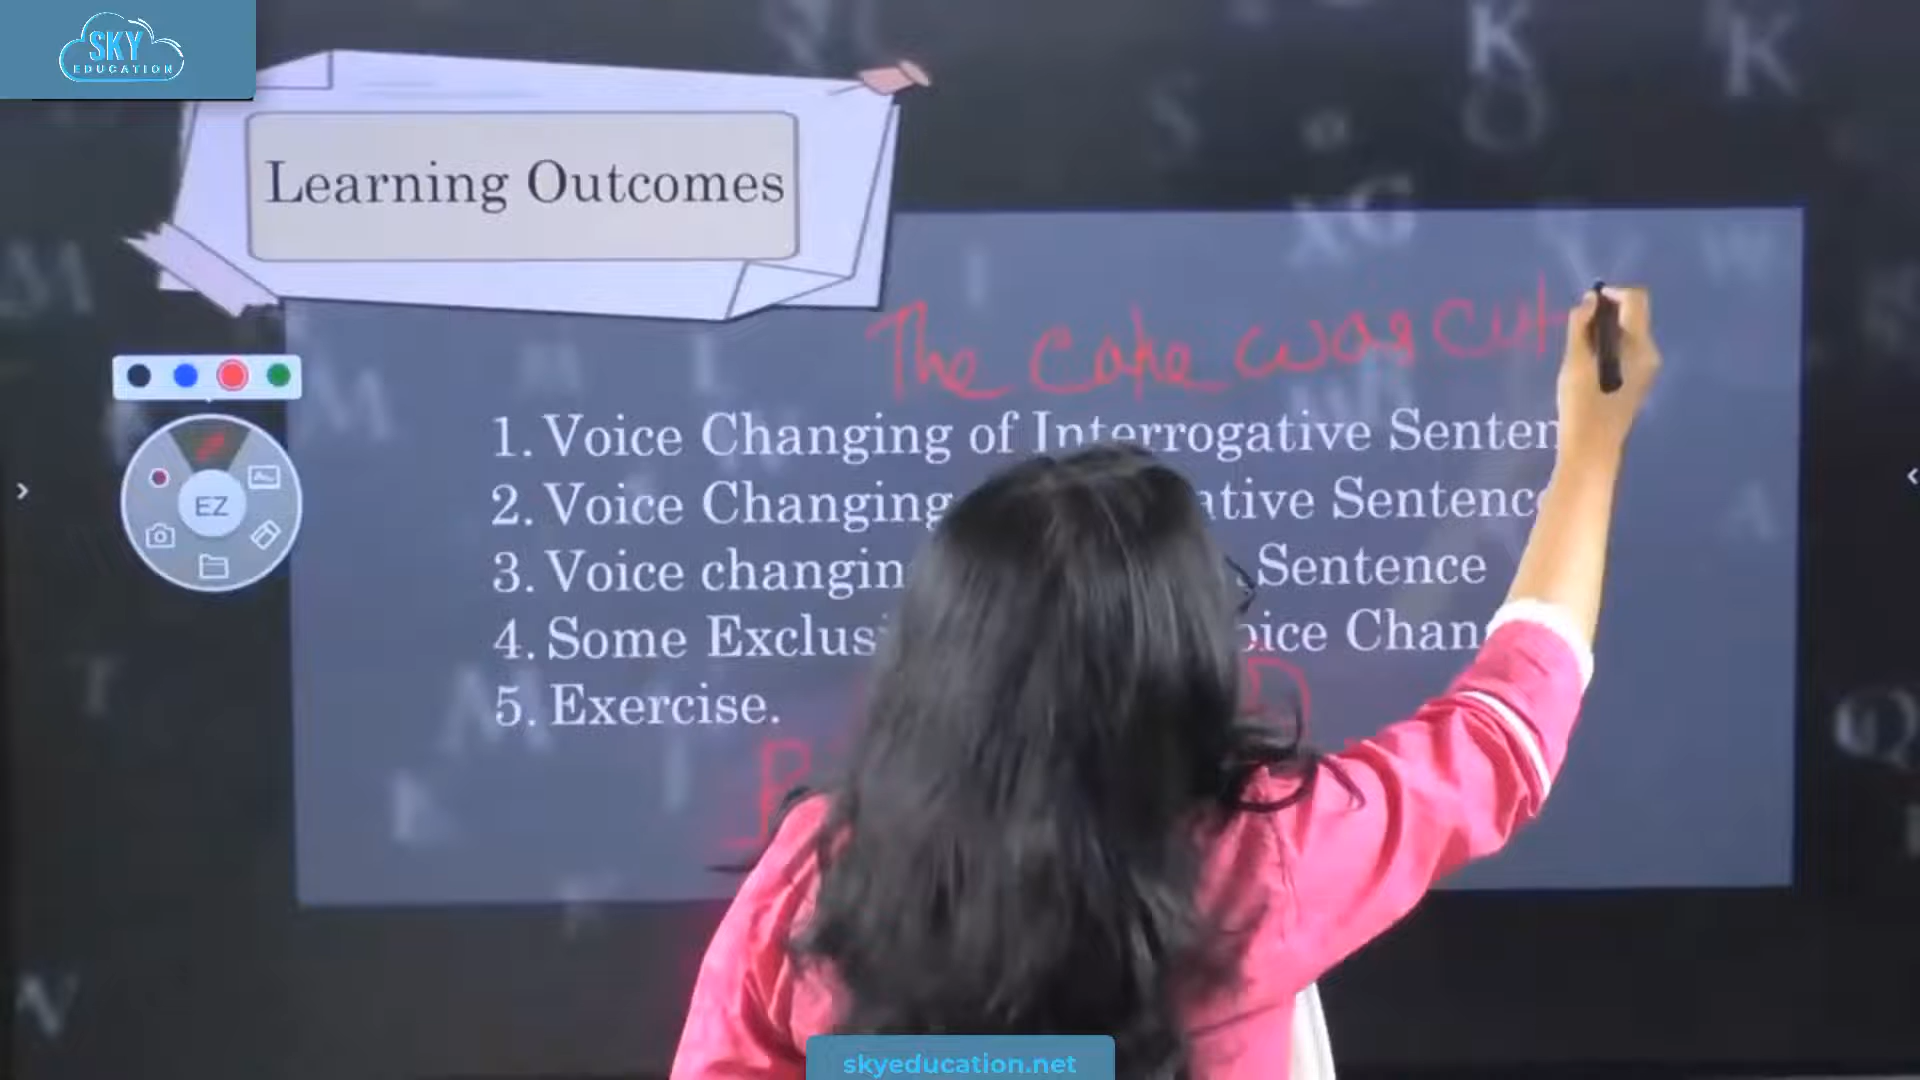 SKY
EDUCATION
Learning Outcomes
The cake was cut
1. Voice Changing of Interrogative Senten
2. Voice Changing ative Sentenc
3. Voice changin Sentence
4. Some Exclusi oice Chan
5. Exercise.
EZ
skyeducation.net